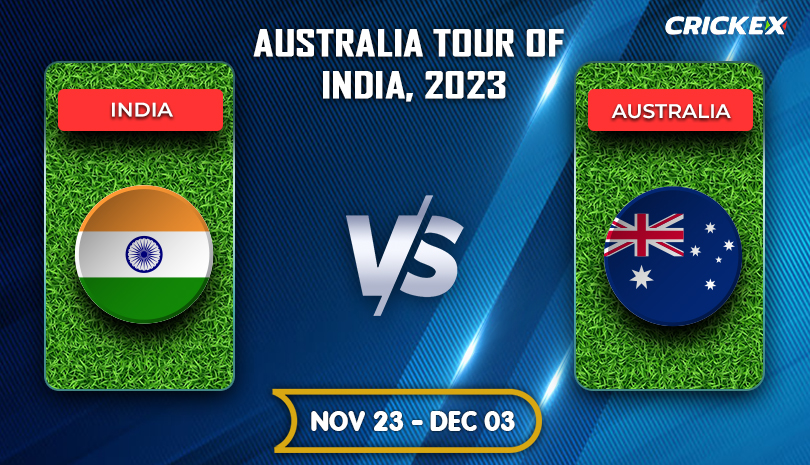 CRICKEX
AUSTRALIA TOUR OF
INDIA, 2023
INDIA
AUSTRALIA
VS
NOV 23 - DEC 03